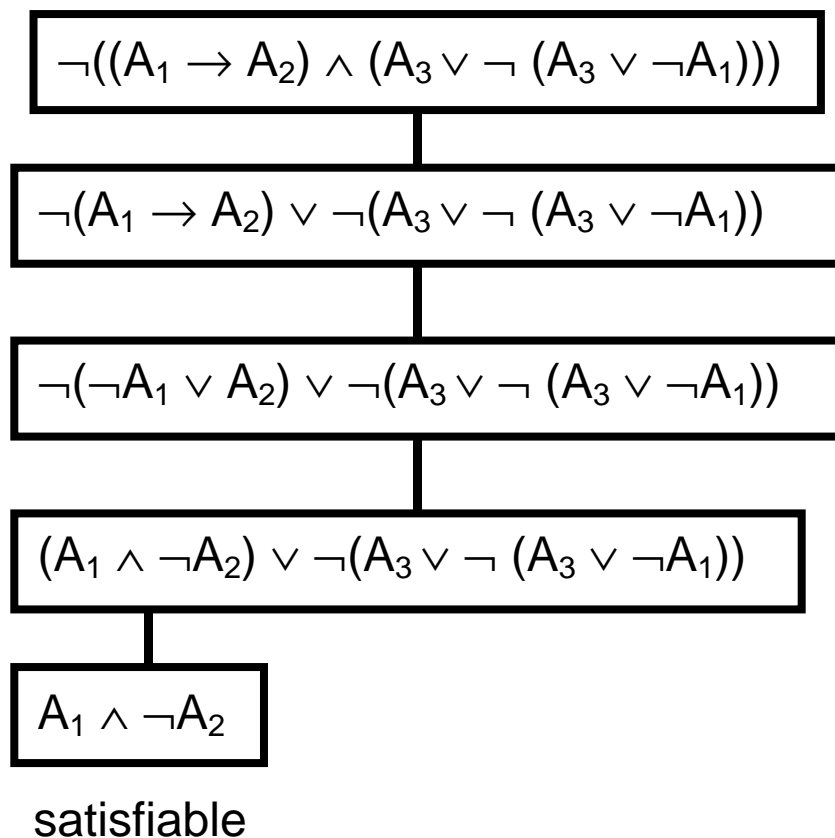 ¬((A₁ → A₂) ∧ (A₃ ∨ ¬ (A₃ ∨ ¬A₁)))
¬(A₁ → A₂) ∨ ¬(A₃ ∨ ¬ (A₃ ∨ ¬A₁))
¬(¬A₁ ∨ A₂) ∨ ¬(A₃ ∨ ¬ (A₃ ∨ ¬A₁))
(A₁ ∧ ¬A₂) ∨ ¬(A₃ ∨ ¬ (A₃ ∨ ¬A₁))
A₁ ∧ ¬A₂
satisfiable